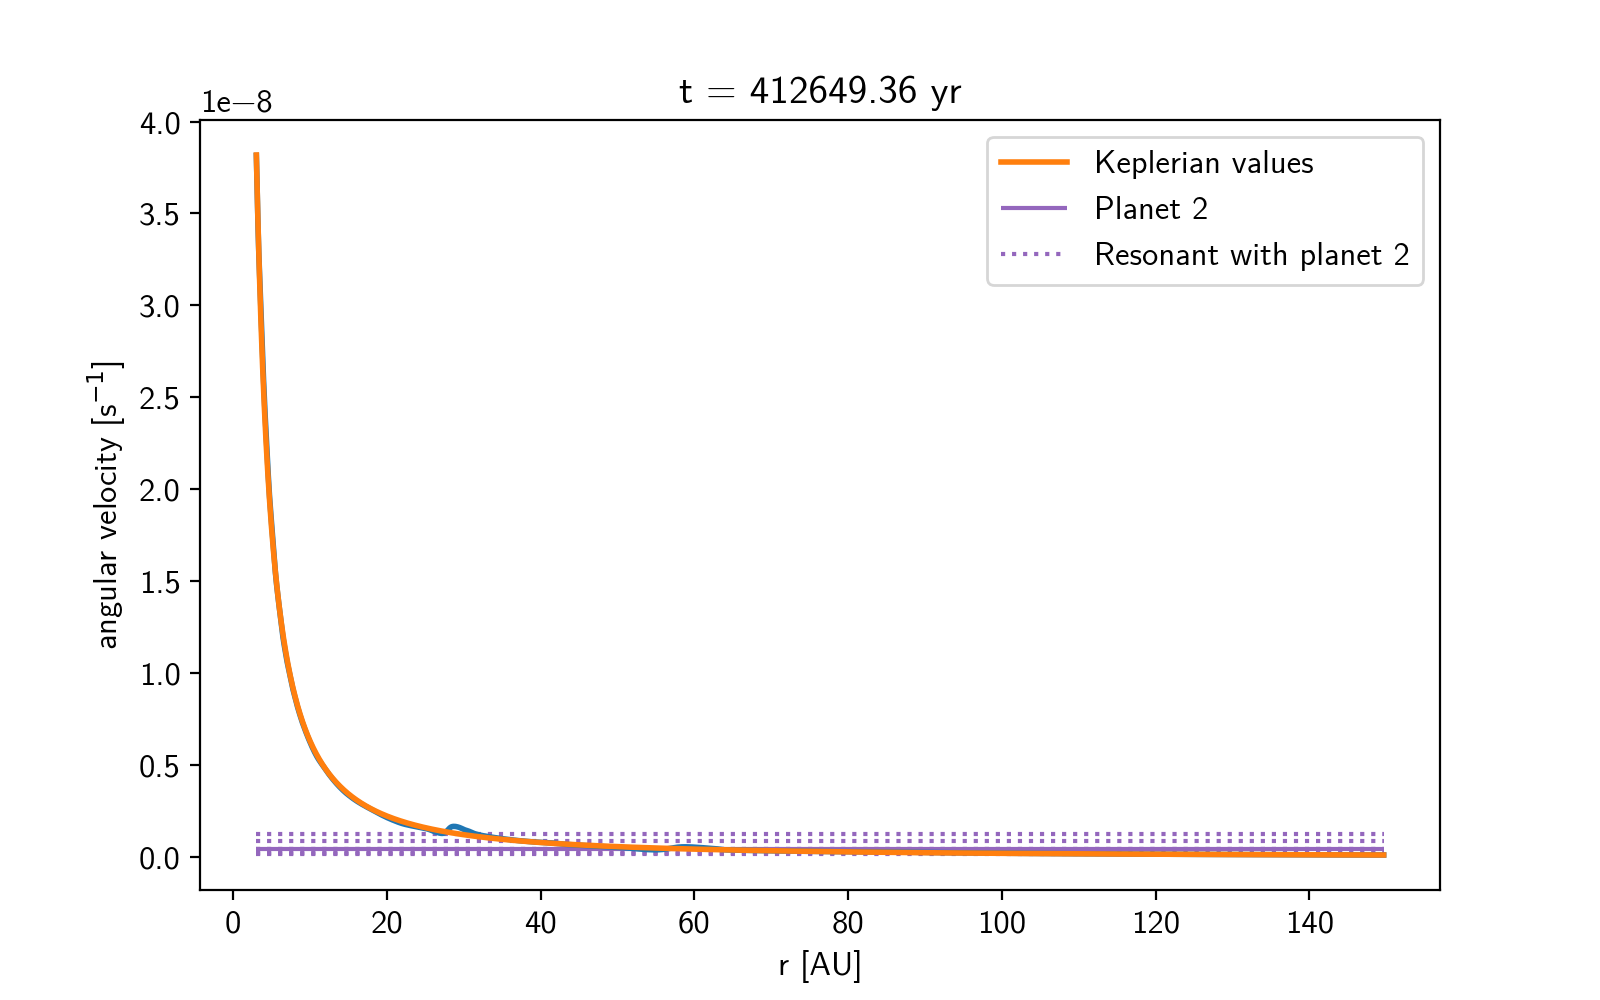 t = 412649.36 yr
1e−8
4.0
3.5
3.0
2.5
2.0
1.5
1.0
0.5
0.0
angular velocity [s⁻¹]
Keplerian values
Planet 2
Resonant with planet 2
0 20 40 60 80 100 120 140
r [AU]